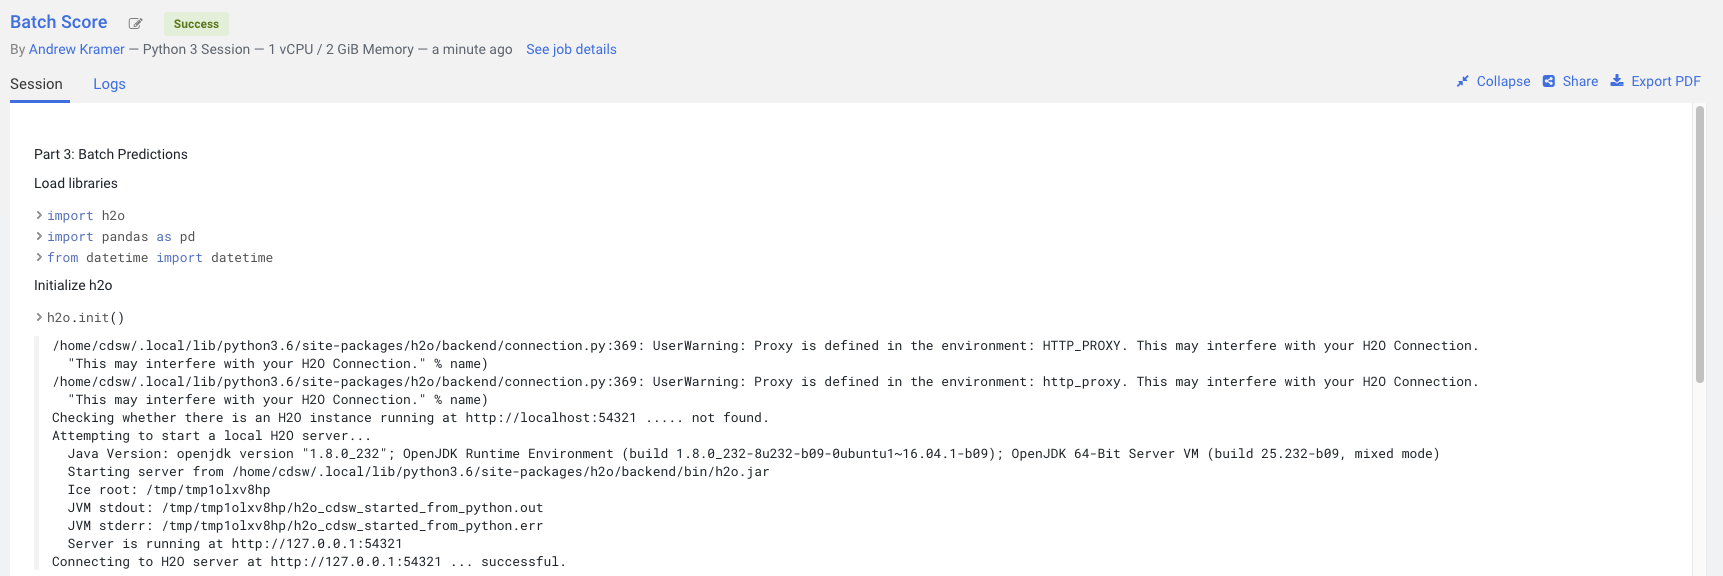 Batch Score Success
By Andrew Kramer — Python 3 Session — 1 vCPU / 2 GiB Memory — a minute ago See job details
Session Logs Collapse Share Export PDF
Part 3: Batch Predictions
Load libraries
> import h2o
> import pandas as pd
> from datetime import datetime
Initialize h2o
> h2o.init()
/home/cdsw/.local/lib/python3.6/site-packages/h2o/backend/connection.py:369: UserWarning: Proxy is defined in the environment: HTTP_PROXY. This may interfere with your H2O Connection.
"This may interfere with your H2O Connection." % name)
/home/cdsw/.local/lib/python3.6/site-packages/h2o/backend/connection.py:369: UserWarning: Proxy is defined in the environment: http_proxy. This may interfere with your H2O Connection.
"This may interfere with your H2O Connection." % name)
Checking whether there is an H2O instance running at http://localhost:54321 ..... not found.
Attempting to start a local H2O server...
Java Version: openjdk version "1.8.0_232"; OpenJDK Runtime Environment (build 1.8.0_232-8u232-b09-0ubuntu1~16.04.1-b09); OpenJDK 64-Bit Server VM (build 25.232-b09, mixed mode)
Starting server from /home/cdsw/.local/lib/python3.6/site-packages/h2o/backend/bin/h2o.jar
Ice root: /tmp/tmp1olxv8hp
JVM stdout: /tmp/tmp1olxv8hp/h2o_cdsw_started_from_python.out
JVM stderr: /tmp/tmp1olxv8hp/h2o_cdsw_started_from_python.err
Server is running at http://127.0.0.1:54321
Connecting to H2O server at http://127.0.0.1:54321 ... successful.